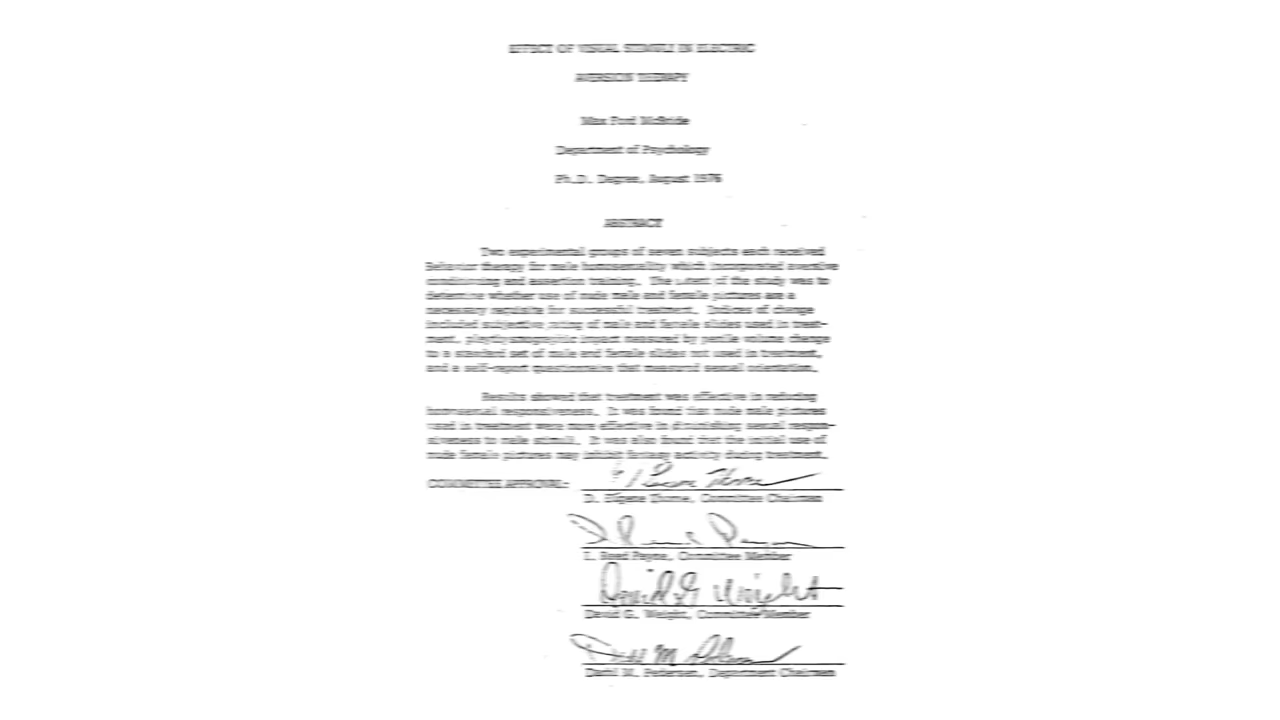 EFFECT OF VISUAL STIMULI IN ELECTRIC
AVERSION THERAPY
Max Ford McBride
Department of Psychology
Ph.D. Degree, August 1976
ABSTRACT
Two experimental groups of seven subjects each received
behavior therapy for male homosexuality which incorporated aversive
conditioning and assertion training. The intent of the study was to
determine whether use of nude male and female pictures are a
necessary requisite for successful treatment. Indices of change
included subjective rating of male and female slides used in treat-
ment, plethysmographic measured by penile volume change
to a standard set of male and female slides not used in treatment,
and a self-report questionnaire that measured sexual orientation.
Results showed that treatment was effective in reducing
homosexual responsiveness. It was found that nude male pictures
used in treatment were more effective in diminishing sexual respon-
siveness to male stimuli. It was also found that the initial use of
nude female pictures may inhibit fantasy activity during treatment.
COMMITTEE APPROVAL:
D. Eugene Thorne, Committee Chairman
I. Reed Payne, Committee Member
David G. Weight
David G. Weight, Committee Member
M.
M. Petersen, Department Chairman